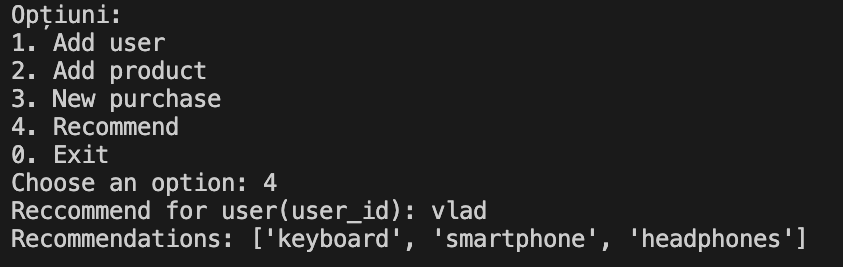 Opțiuni:
1. Add user
2. Add product
3. New purchase
4. Recommend
0. Exit
Choose an option: 4
Reccommend for user(user_id): vlad
Recommendations: ['keyboard', 'smartphone', 'headphones']